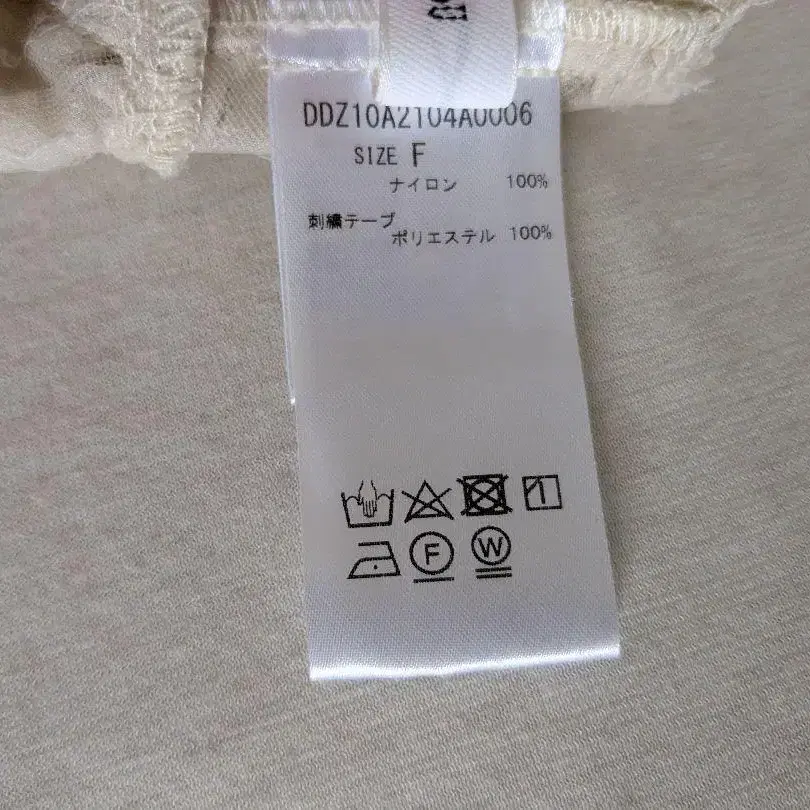 DDZ10A2104A0006
SIZE F
ナイロン 100%
刺繍テープ
ポリエステル 100%
F W